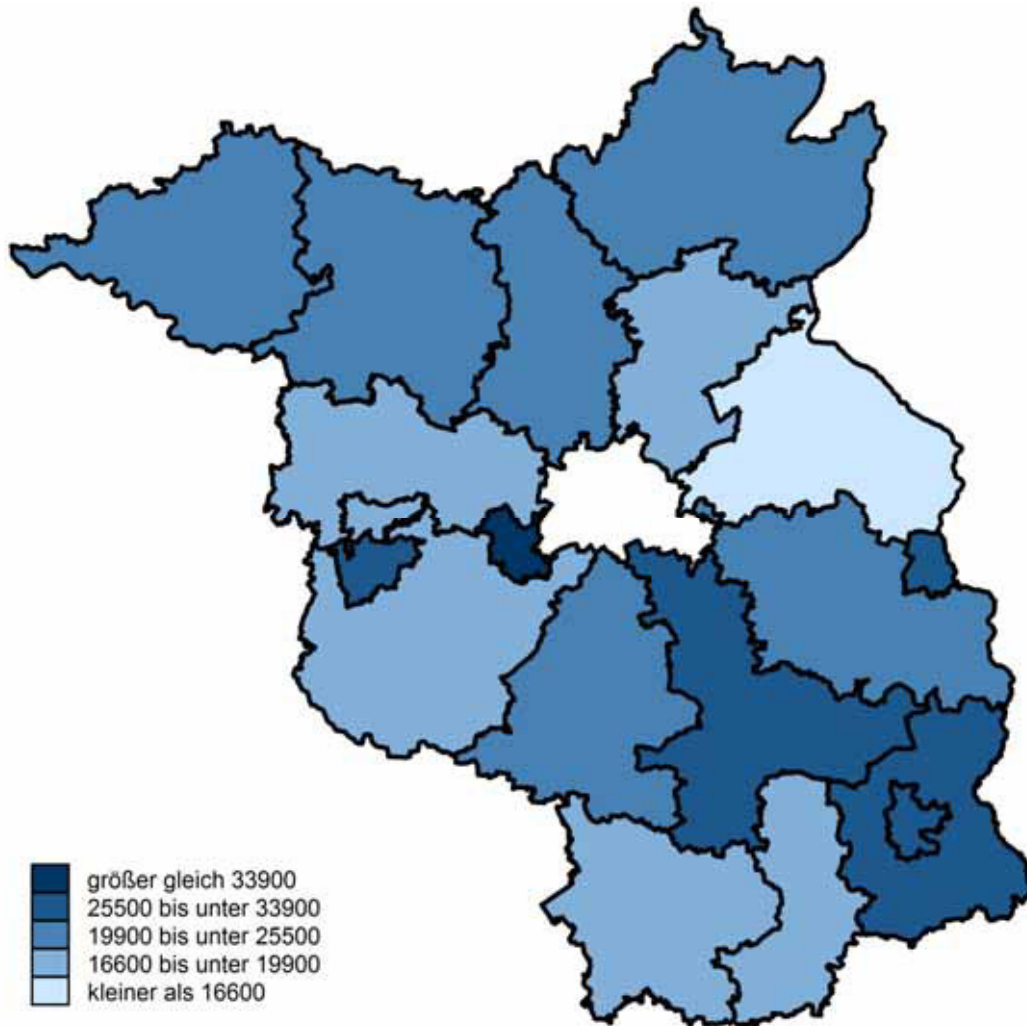 größer gleich 33900
25500 bis unter 33900
19900 bis unter 25500
16600 bis unter 19900
kleiner als 16600